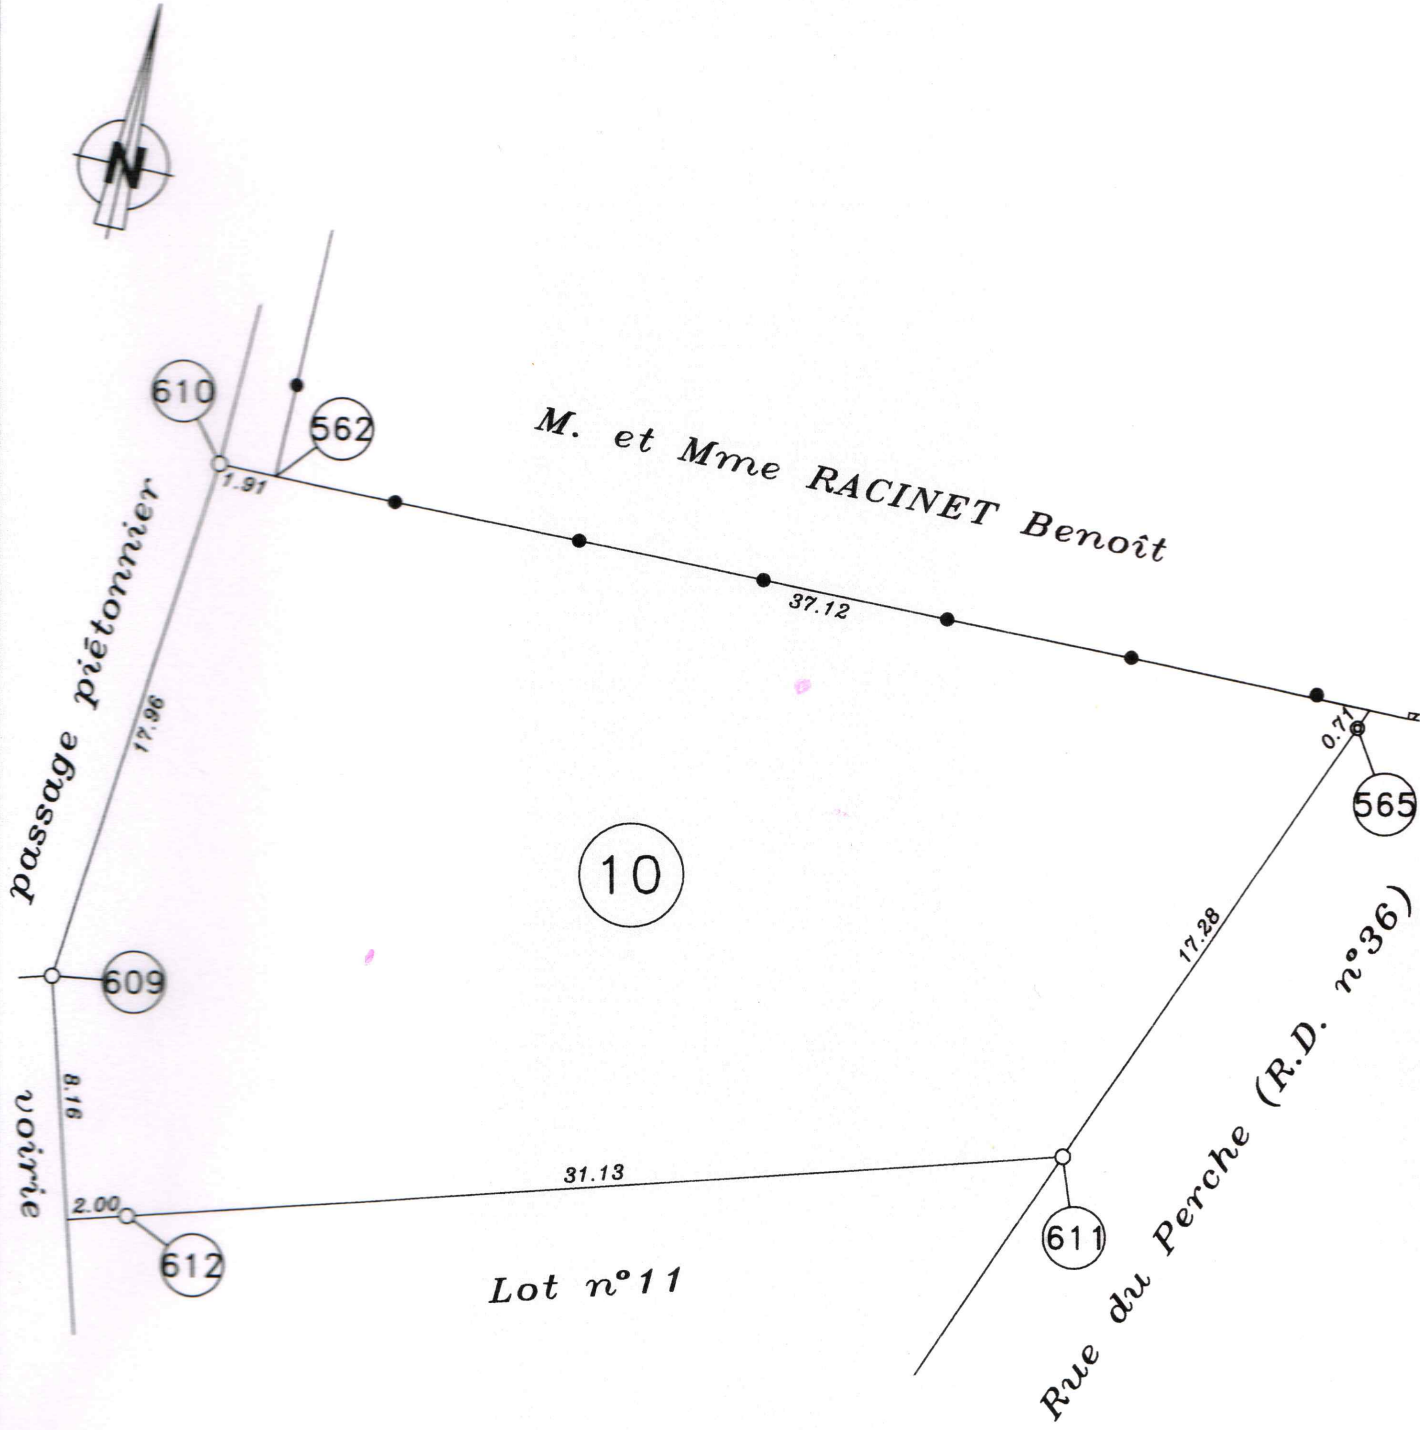 N
610
562
1.91
M. et Mme RACINET Benoît
37.12
passage piétonnier
17.96
0.71
565
10
17.28
609
8.16
voirie
2.00
612
31.13
611
Lot n°11
Rue du Perche (R.D. n°36)